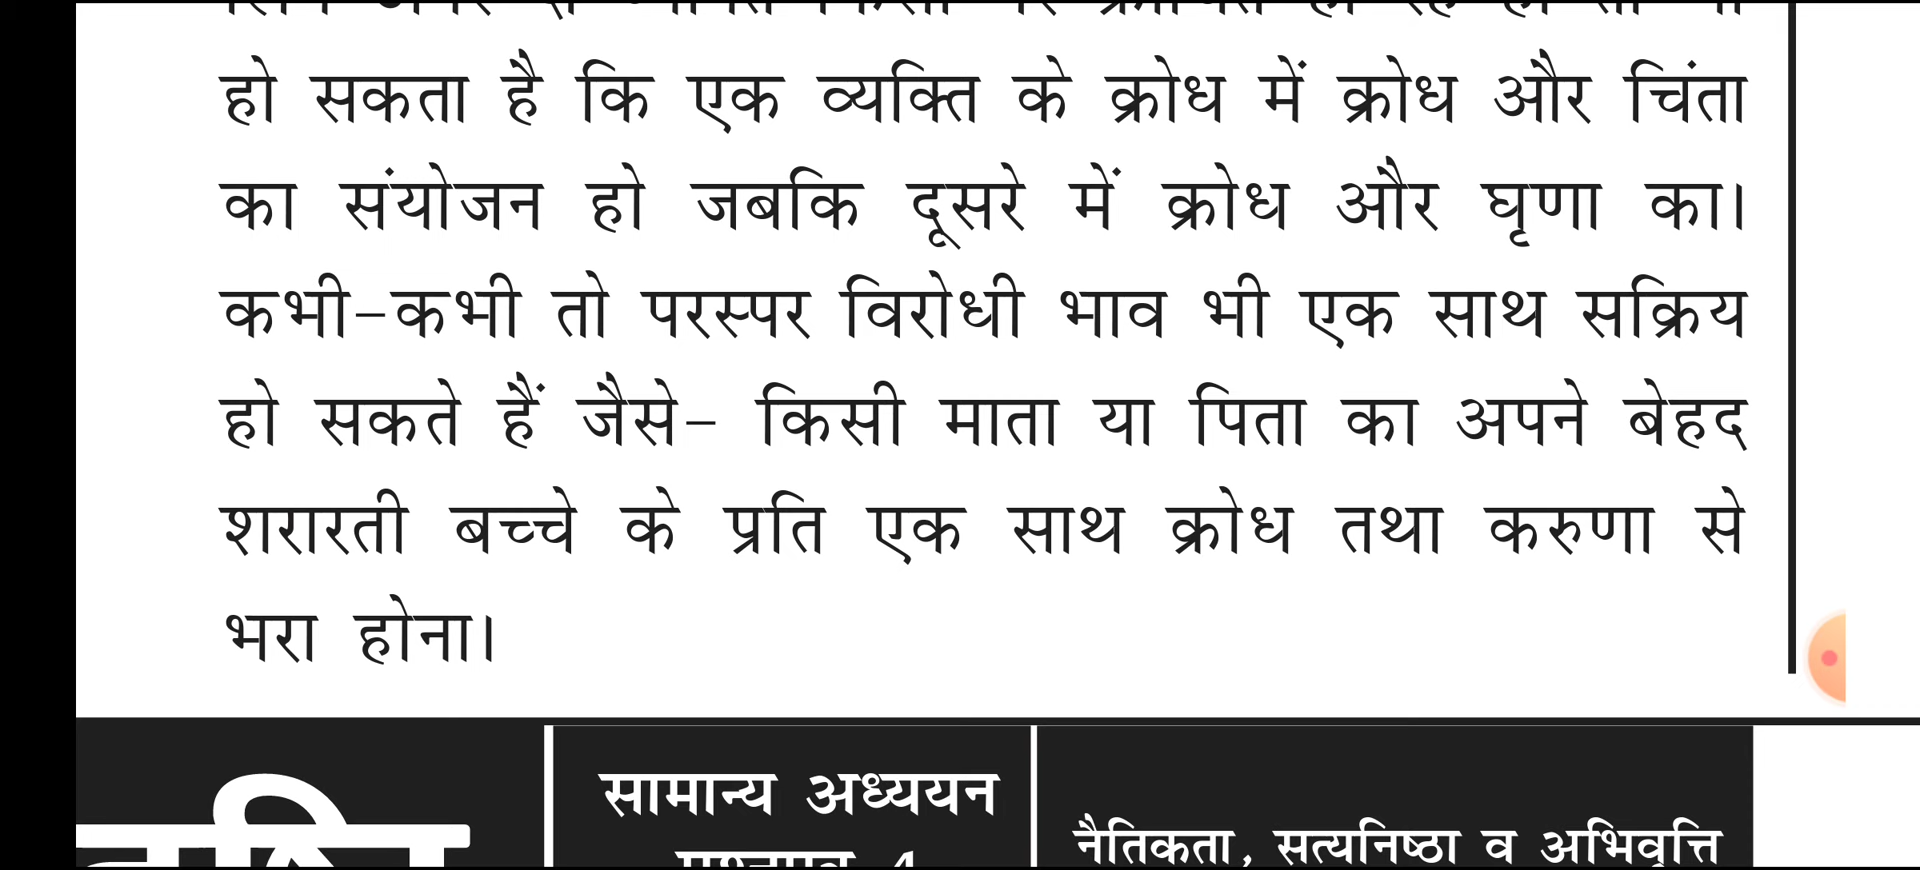 हो सकता है कि एक व्यक्ति के क्रोध में क्रोध और चिंता
का संयोजन हो जबकि दूसरे में क्रोध और घृणा का।
कभी-कभी तो परस्पर विरोधी भाव भी एक साथ सक्रिय
हो सकते हैं जैसे- किसी माता या पिता का अपने बेहद
शरारती बच्चे के प्रति एक साथ क्रोध तथा करुणा से
भरा होना।
सामान्य अध्ययन
नैतिकता, सत्यनिष्ठा व अभिवृत्ति